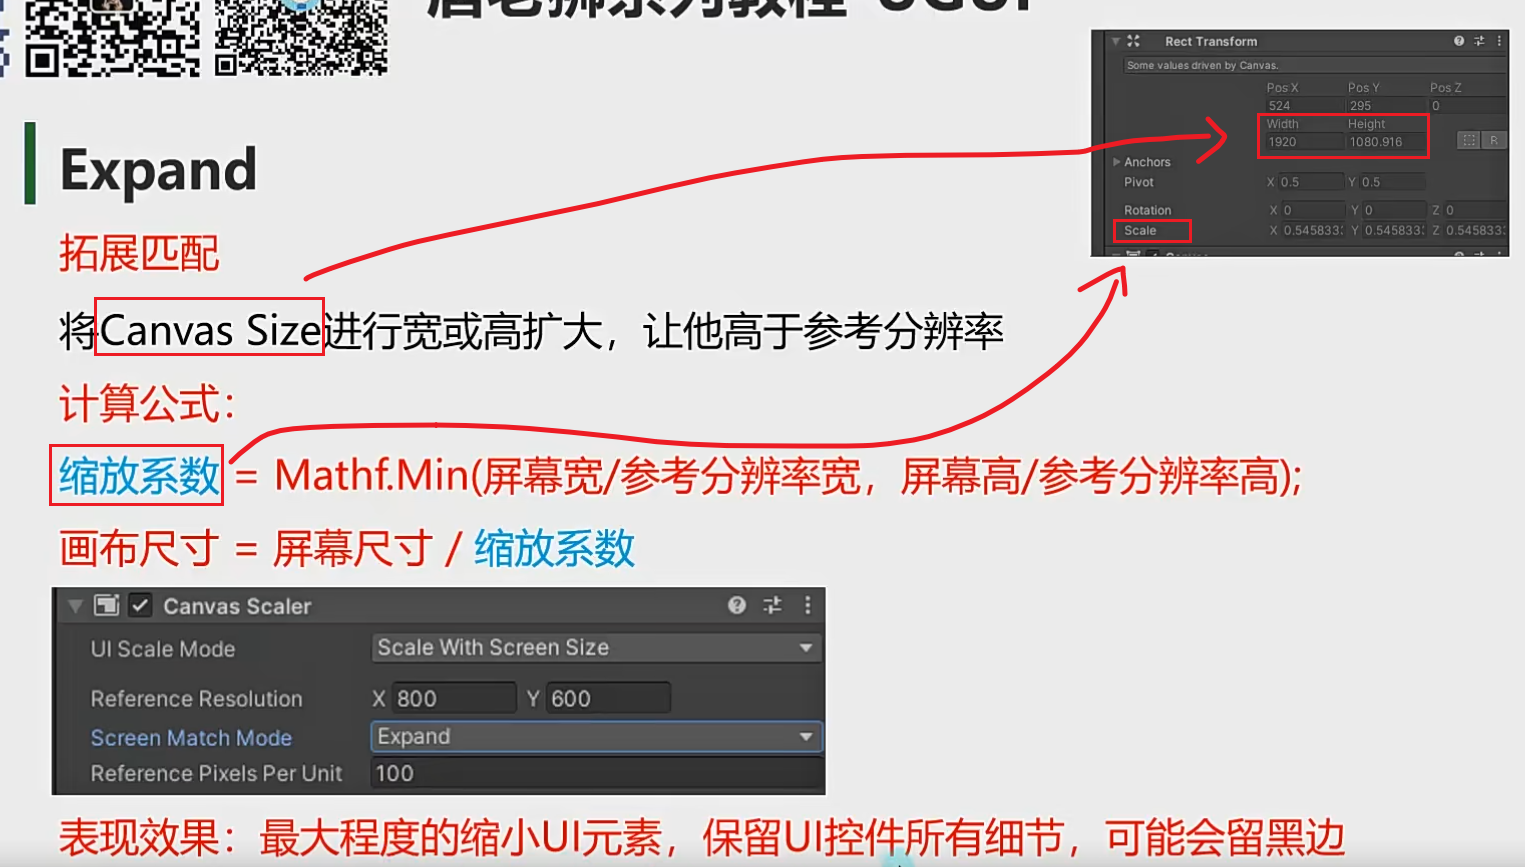 唐老狮系列教程-UGUI
Rect Transform
Some values driven by Canvas.
Pos X Pos Y Pos Z
524 295 0
Width Height
1920 1080.916
R
Anchors
Pivot X 0.5 Y 0.5
Rotation X 0 Y 0 Z 0
Scale X 0.545833 Y 0.545833 Z 0.545833
Expand
拓展匹配
将Canvas Size进行宽或高扩大，让他高于参考分辨率
计算公式：
缩放系数 = Mathf.Min(屏幕宽/参考分辨率宽，屏幕高/参考分辨率高);
画布尺寸 = 屏幕尺寸 / 缩放系数
Canvas Scaler
UI Scale Mode Scale With Screen Size
Reference Resolution X 800 Y 600
Screen Match Mode Expand
Reference Pixels Per Unit 100
表现效果：最大程度的缩小UI元素，保留UI控件所有细节，可能会留黑边